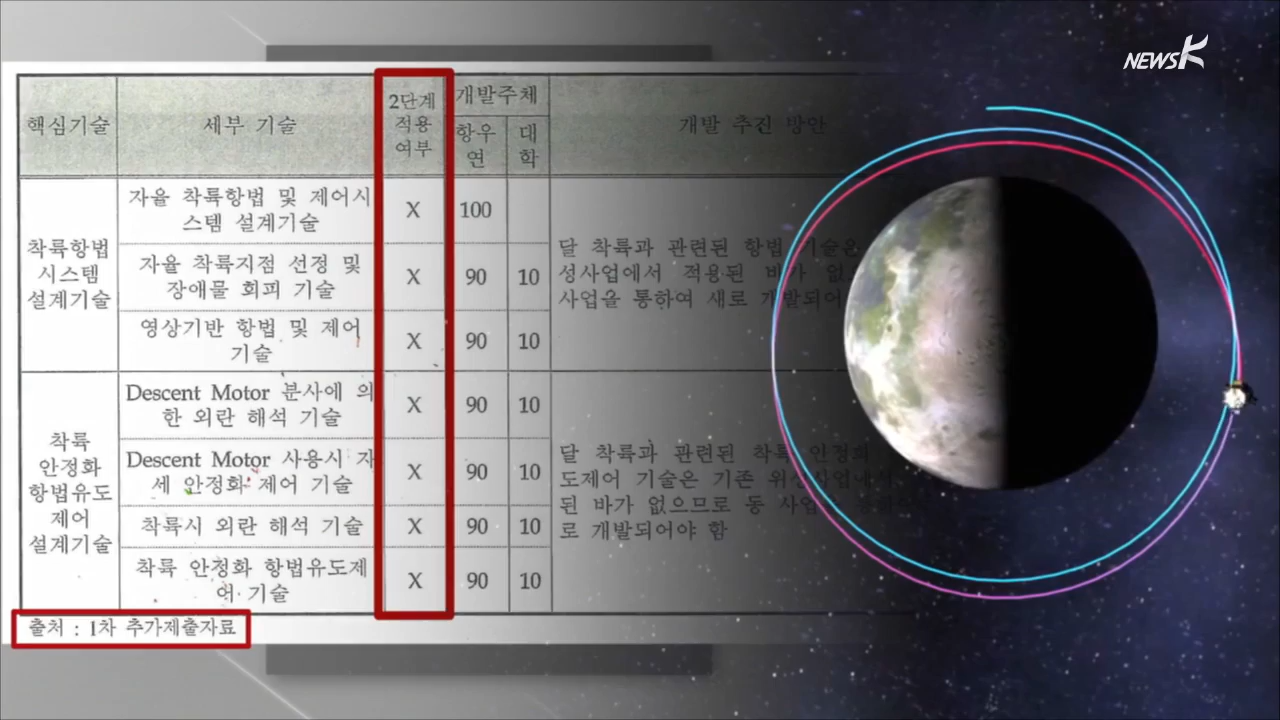 NEWS K
핵심기술
세부 기술
2단계
적용
여부
개발주체
항우
연
대
학
개발 추진 방안
착륙항법
시스템
설계기술
자율 착륙항법 및 제어시
스템 설계기술
X
100
자율 착륙지점 선정 및
장애물 회피 기술
X
90
10
영상기반 항법 및 제어
기술
X
90
10
달 착륙과 관련된 항법 기술은
성사업에서 적용된 바가 없으
사업을 통하여 새로 개발되어
착륙
안정화
항법유도
제어
설계기술
Descent Motor 분사에 의
한 외란 해석 기술
X
90
10
Descent Motor 사용시 자
세 안정화 제어 기술
X
90
10
착륙시 외란 해석 기술
X
90
10
착륙 안정화 항법유도제
어 기술
X
90
10
달 착륙과 관련된 착륙 안정화
도제어 기술은 기존 위성사업에서
된 바가 없으므로 동 사업을
로 개발되어야 함
출처 : 1차 추가제출자료